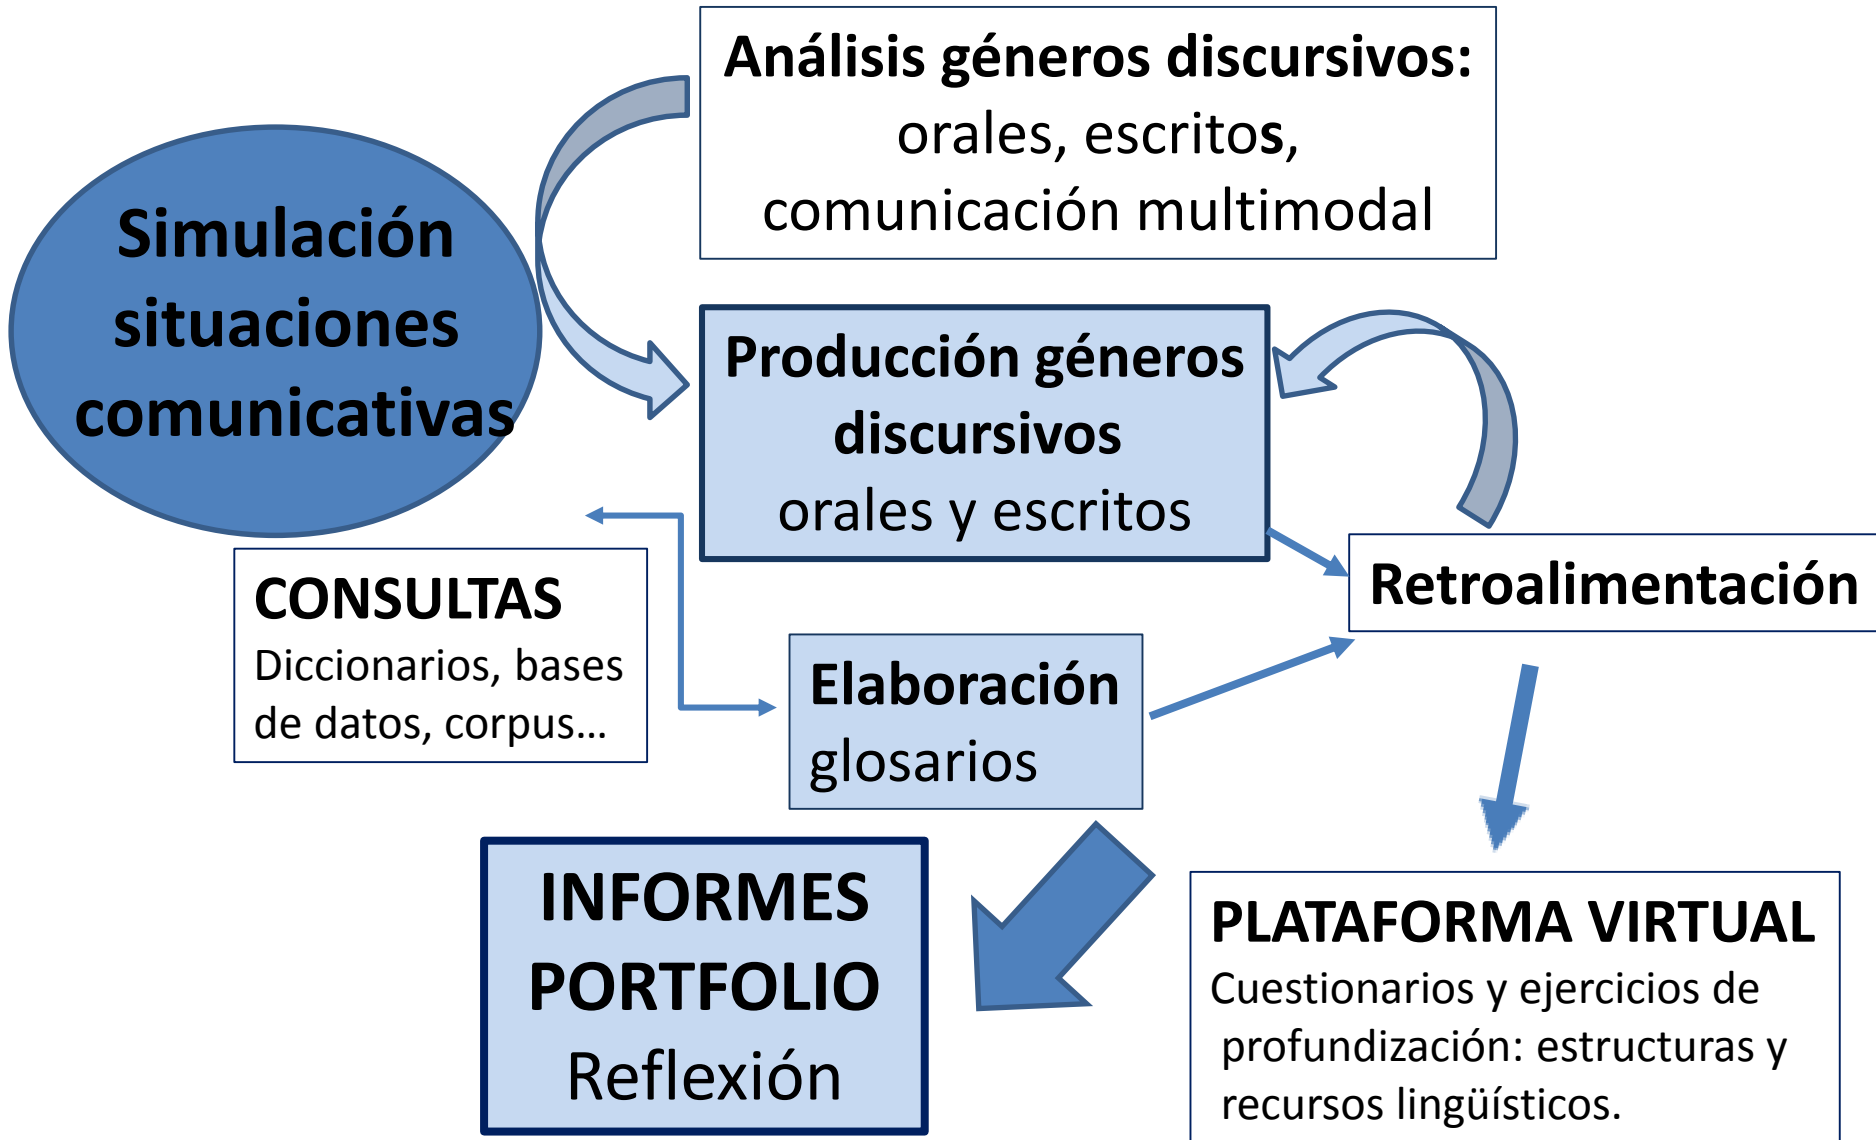 Análisis géneros discursivos:
orales, escritos,
comunicación multimodal
Simulación
situaciones
comunicativas
Producción géneros
discursivos
orales y escritos
Retroalimentación
CONSULTAS
Diccionarios, bases
de datos, corpus...
Elaboración
glosarios
INFORMES
PORTFOLIO
Reflexión
PLATAFORMA VIRTUAL
Cuestionarios y ejercicios de
profundización: estructuras y
recursos lingüísticos.